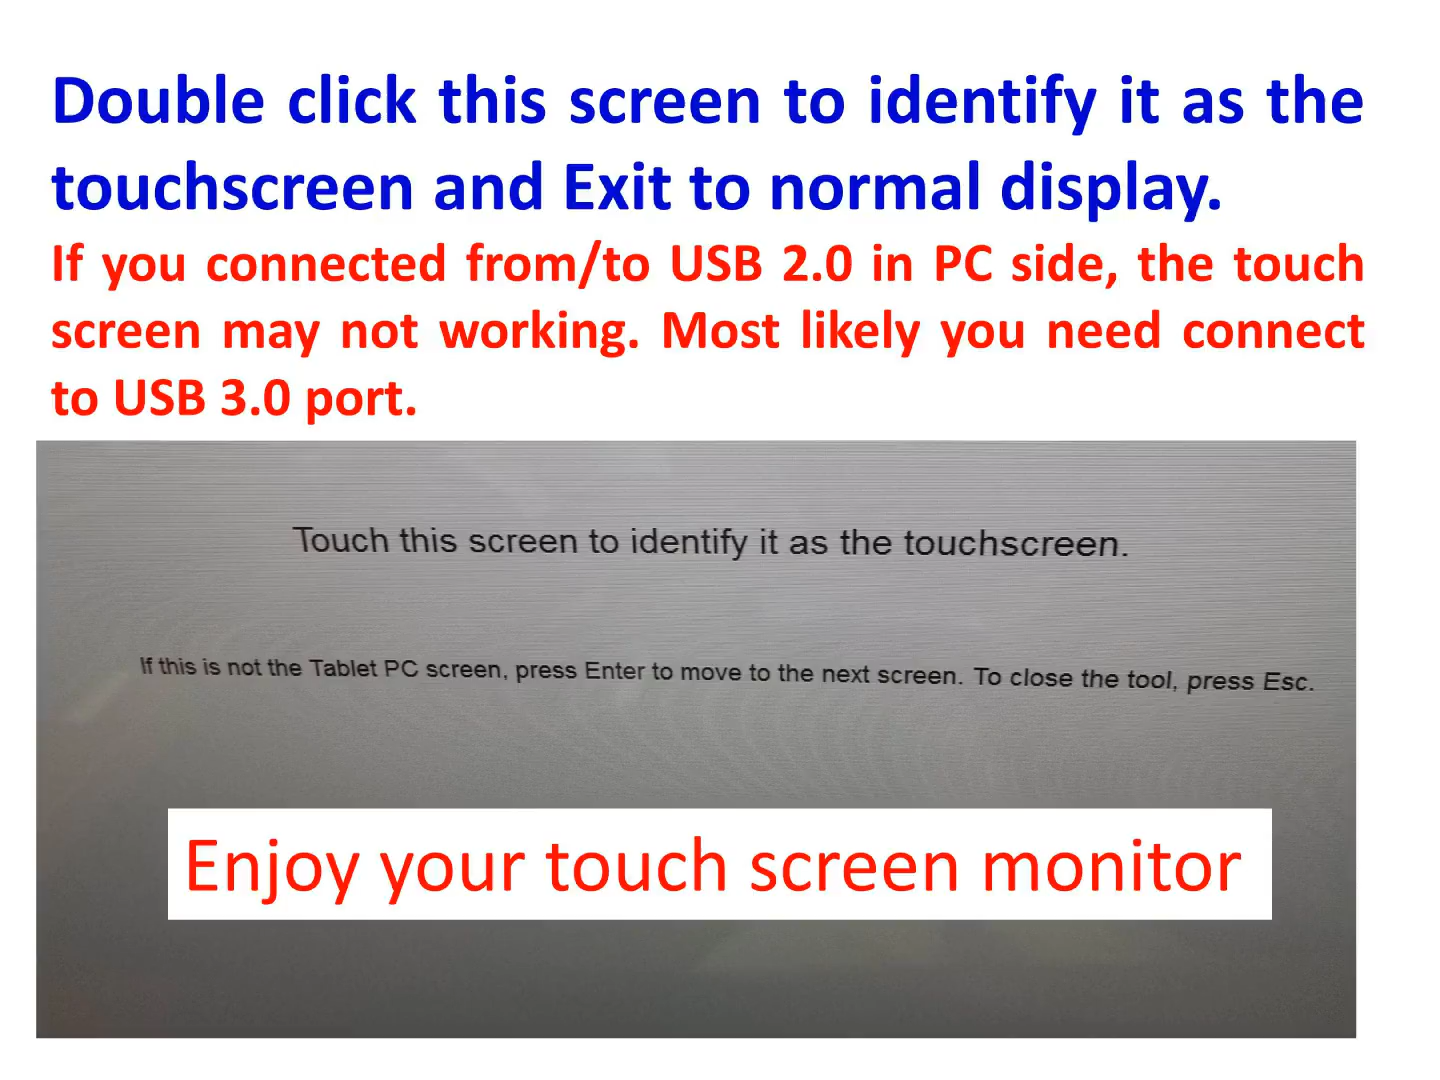 Double click this screen to identify it as the
touchscreen and Exit to normal display.
If you connected from/to USB 2.0 in PC side, the touch
screen may not working. Most likely you need connect
to USB 3.0 port.
Touch this screen to identify it as the touchscreen.
If this is not the Tablet PC screen, press Enter to move to the next screen. To close the tool, press Esc.
Enjoy your touch screen monitor